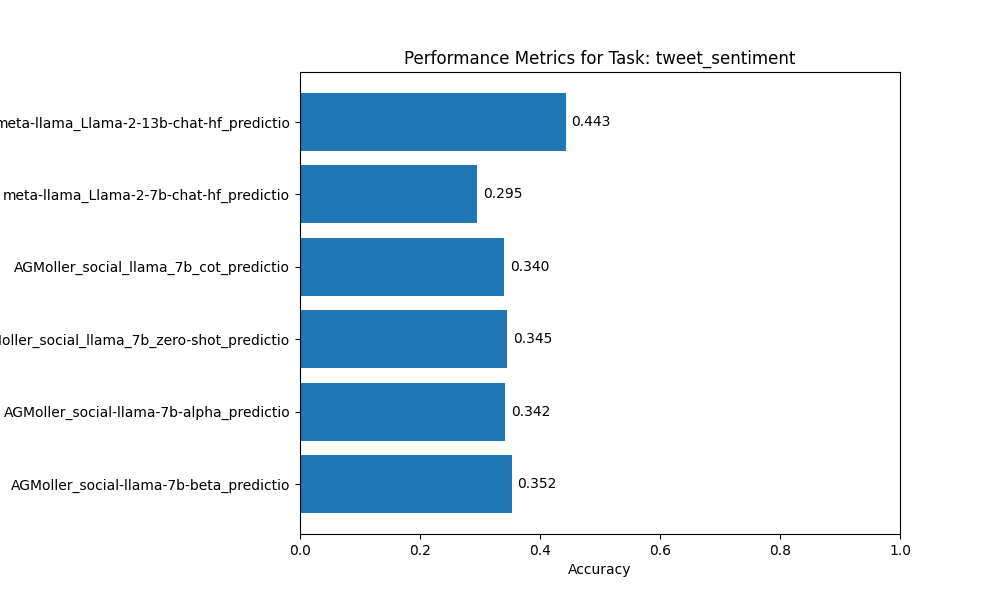 Performance Metrics for Task: tweet_sentiment
meta-llama_Llama-2-13b-chat-hf_predictio
0.443
meta-llama_Llama-2-7b-chat-hf_predictio
0.295
AGMoller_social_llama_7b_cot_predictio
0.340
oller_social_llama_7b_zero-shot_predictio
0.345
AGMoller_social-llama-7b-alpha_predictio
0.342
AGMoller_social-llama-7b-beta_predictio
0.352
0.0 0.2 0.4 0.6 0.8 1.0
Accuracy